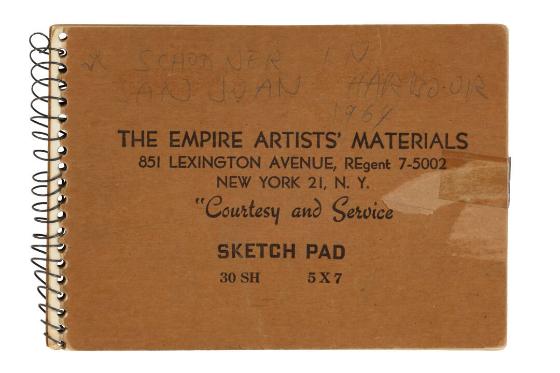 SCHOONER IN
SAN JUAN HARBOUR
1964
THE EMPIRE ARTISTS' MATERIALS
851 LEXINGTON AVENUE, REgent 7-5002
NEW YORK 21, N. Y.
"Courtesy and Service
SKETCH PAD
30 SH 5 X 7